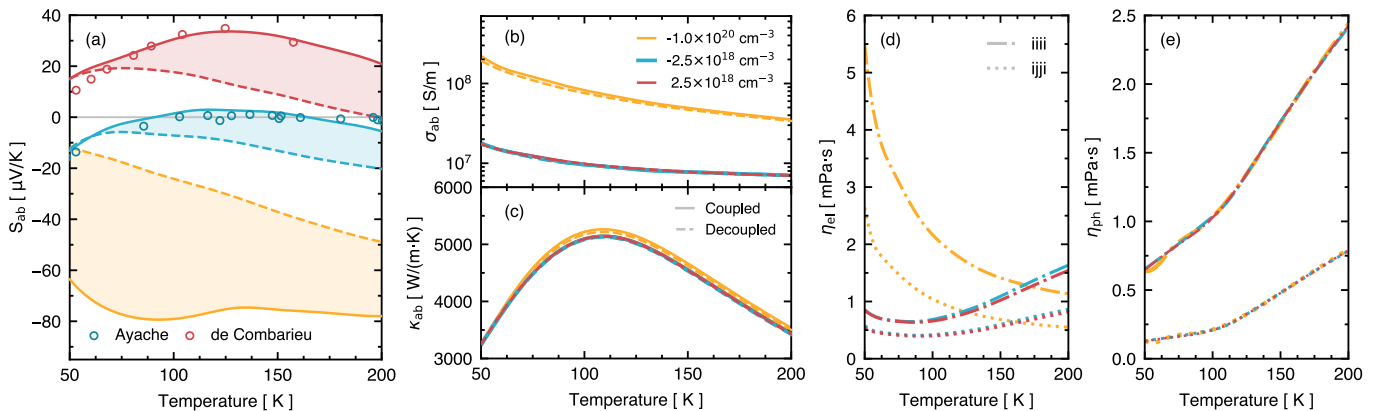 (a)
S_ab [ μV/K ]
40
20
0
−20
−40
−60
−80
Ayache
de Combarieu
50
100
150
200
Temperature [ K ]
(b)
σ_ab [ S/m ]
10^8
10^7
-1.0×10^20 cm^−3
-2.5×10^18 cm^−3
2.5×10^18 cm^−3
(c)
κ_ab [ W/(m·K) ]
6000
5000
4000
3000
Coupled
Decoupled
50
100
150
200
Temperature [ K ]
(d)
η_el [ mPa·s ]
6
5
4
3
2
1
0
iiii
ijji
50
100
150
200
Temperature [ K ]
(e)
η_ph [ mPa·s ]
2.5
2.0
1.5
1.0
0.5
0.0
50
100
150
200
Temperature [ K ]